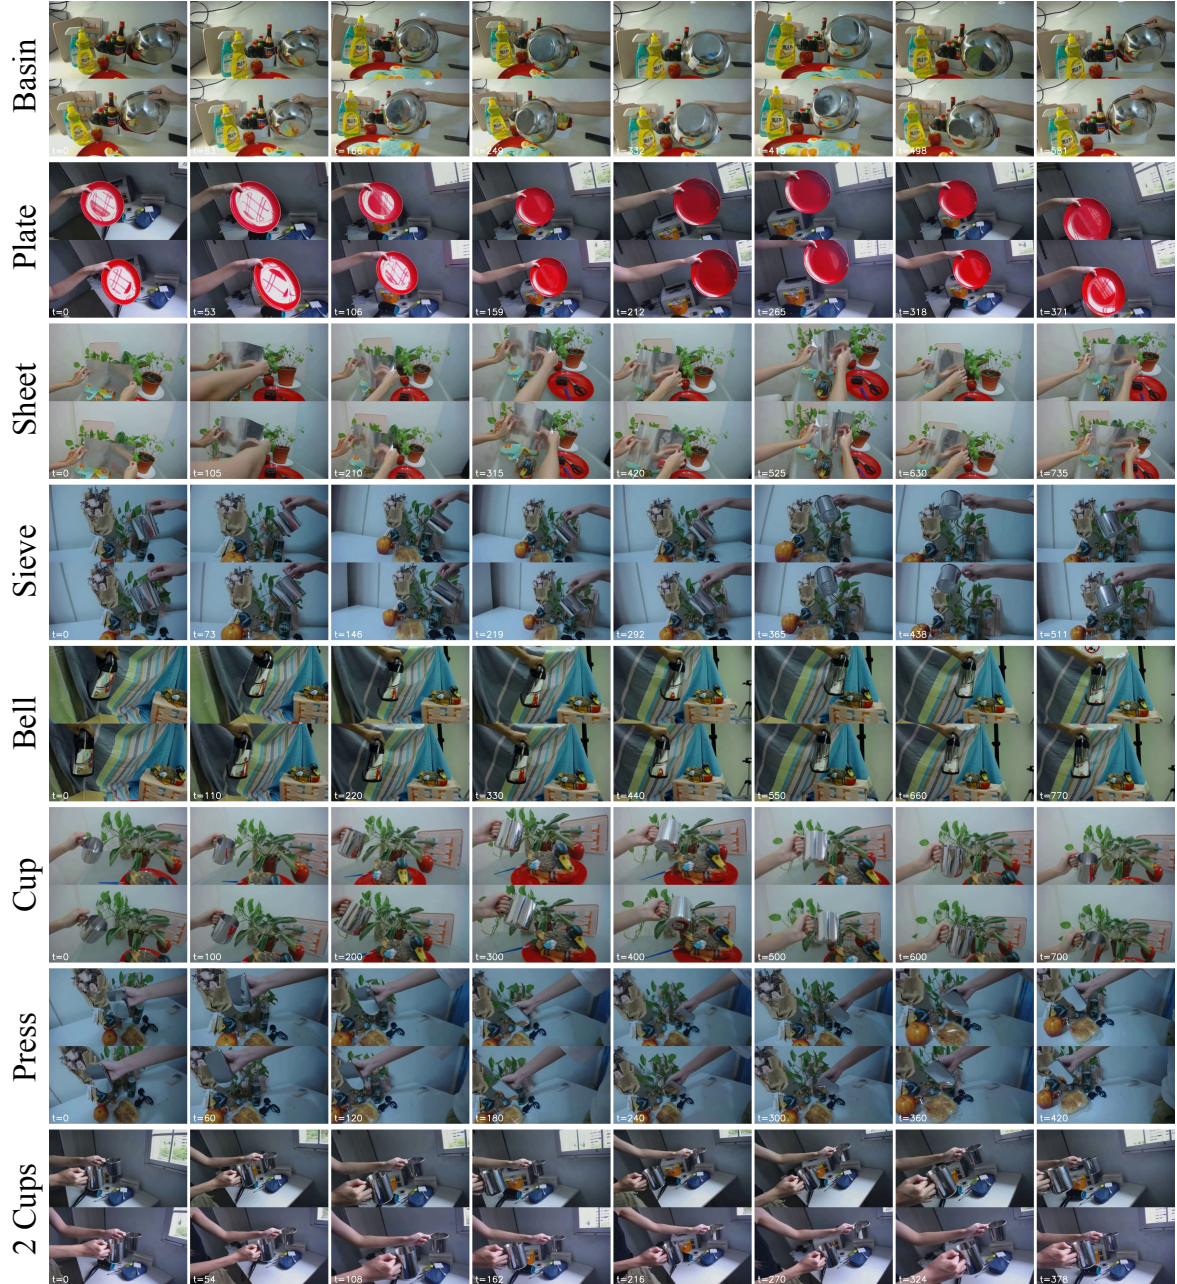 Basin
t=0 t=83 t=166 t=249 t=332 t=415 t=498 t=581
Plate
t=0 t=53 t=106 t=159 t=212 t=265 t=318 t=371
Sheet
t=0 t=105 t=210 t=315 t=420 t=525 t=630 t=735
Sieve
t=0 t=73 t=146 t=219 t=292 t=365 t=438 t=511
Bell
t=0 t=110 t=220 t=330 t=440 t=550 t=660 t=770
Cup
t=0 t=100 t=200 t=300 t=400 t=500 t=600 t=700
Press
t=0 t=60 t=120 t=180 t=240 t=300 t=360 t=420
2 Cups
t=0 t=54 t=108 t=162 t=216 t=270 t=324 t=378